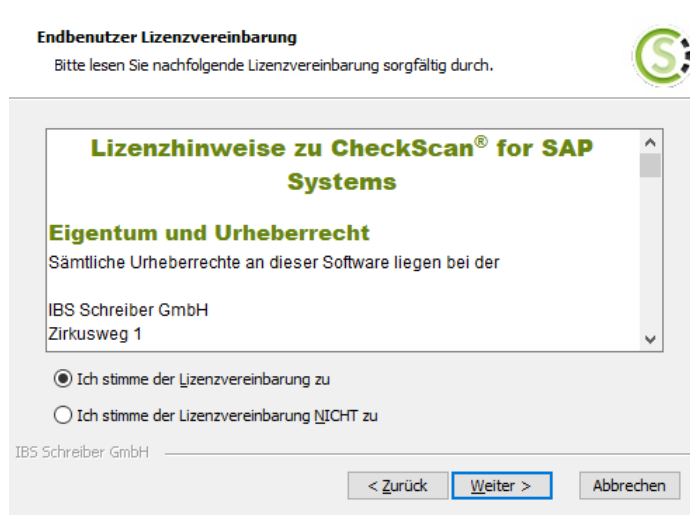 Endbenutzer Lizenzvereinbarung
Bitte lesen Sie nachfolgende Lizenzvereinbarung sorgfältig durch.
S
Lizenzhinweise zu CheckScan® for SAP
Systems
Eigentum und Urheberrecht
Sämtliche Urheberrechte an dieser Software liegen bei der
IBS Schreiber GmbH
Zirkusweg 1
Ich stimme der Lizenzvereinbarung zu
Ich stimme der Lizenzvereinbarung NICHT zu
IBS Schreiber GmbH
< Zurück Weiter > Abbrechen